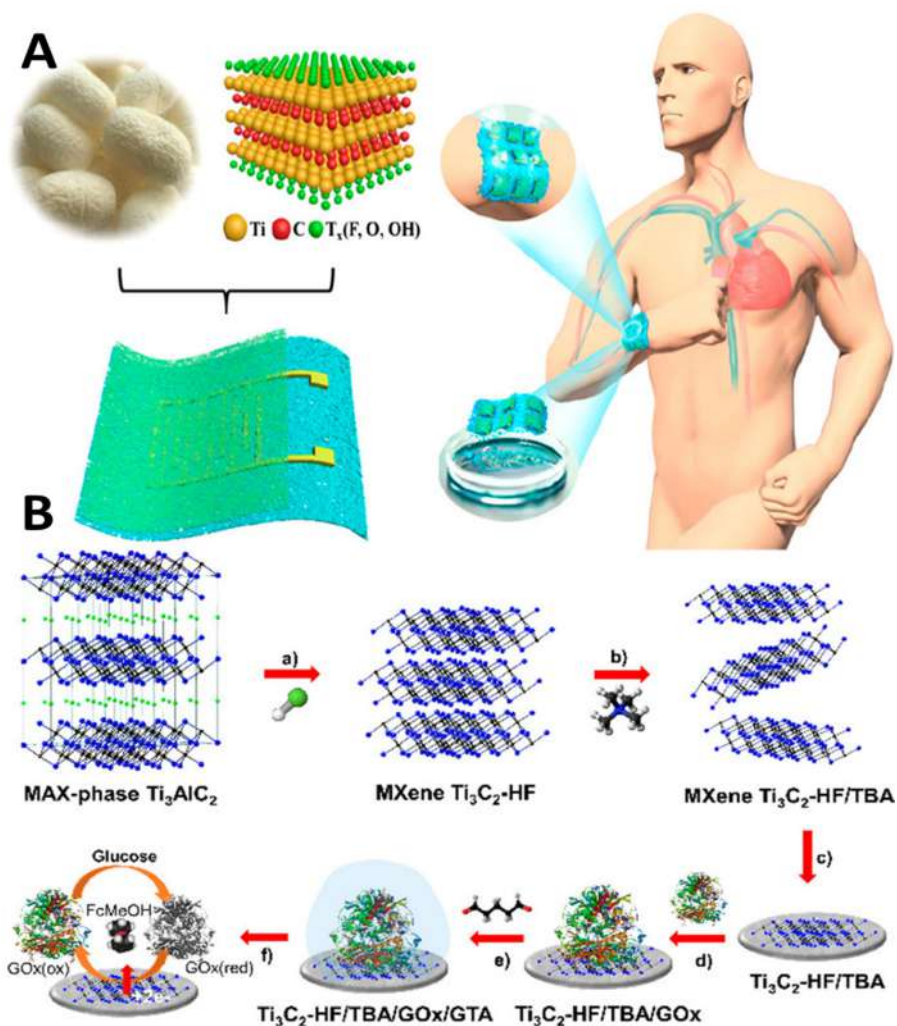 A
Ti C Tₓ(F, O, OH)
B
a)
b)
MAX-phase Ti₃AlC₂
MXene Ti₃C₂-HF
MXene Ti₃C₂-HF/TBA
c)
Glucose
FcMeOH
GOx(ox)
GOx(red)
f)
e)
d)
Ti₃C₂-HF/TBA/GOx/GTA
Ti₃C₂-HF/TBA/GOx
Ti₃C₂-HF/TBA